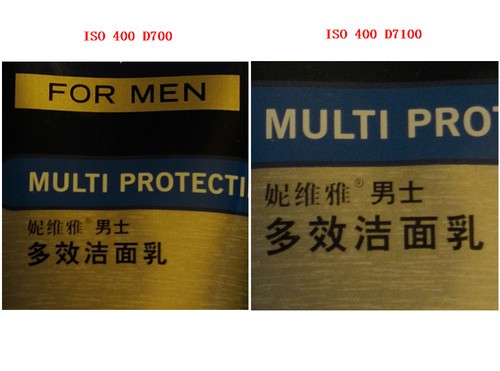 ISO 400 D700
ISO 400 D7100
FOR MEN
MULTI PROTECTI
妮维雅® 男士
多效洁面乳
MULTI PROT
妮维雅® 男士
多效洁面乳